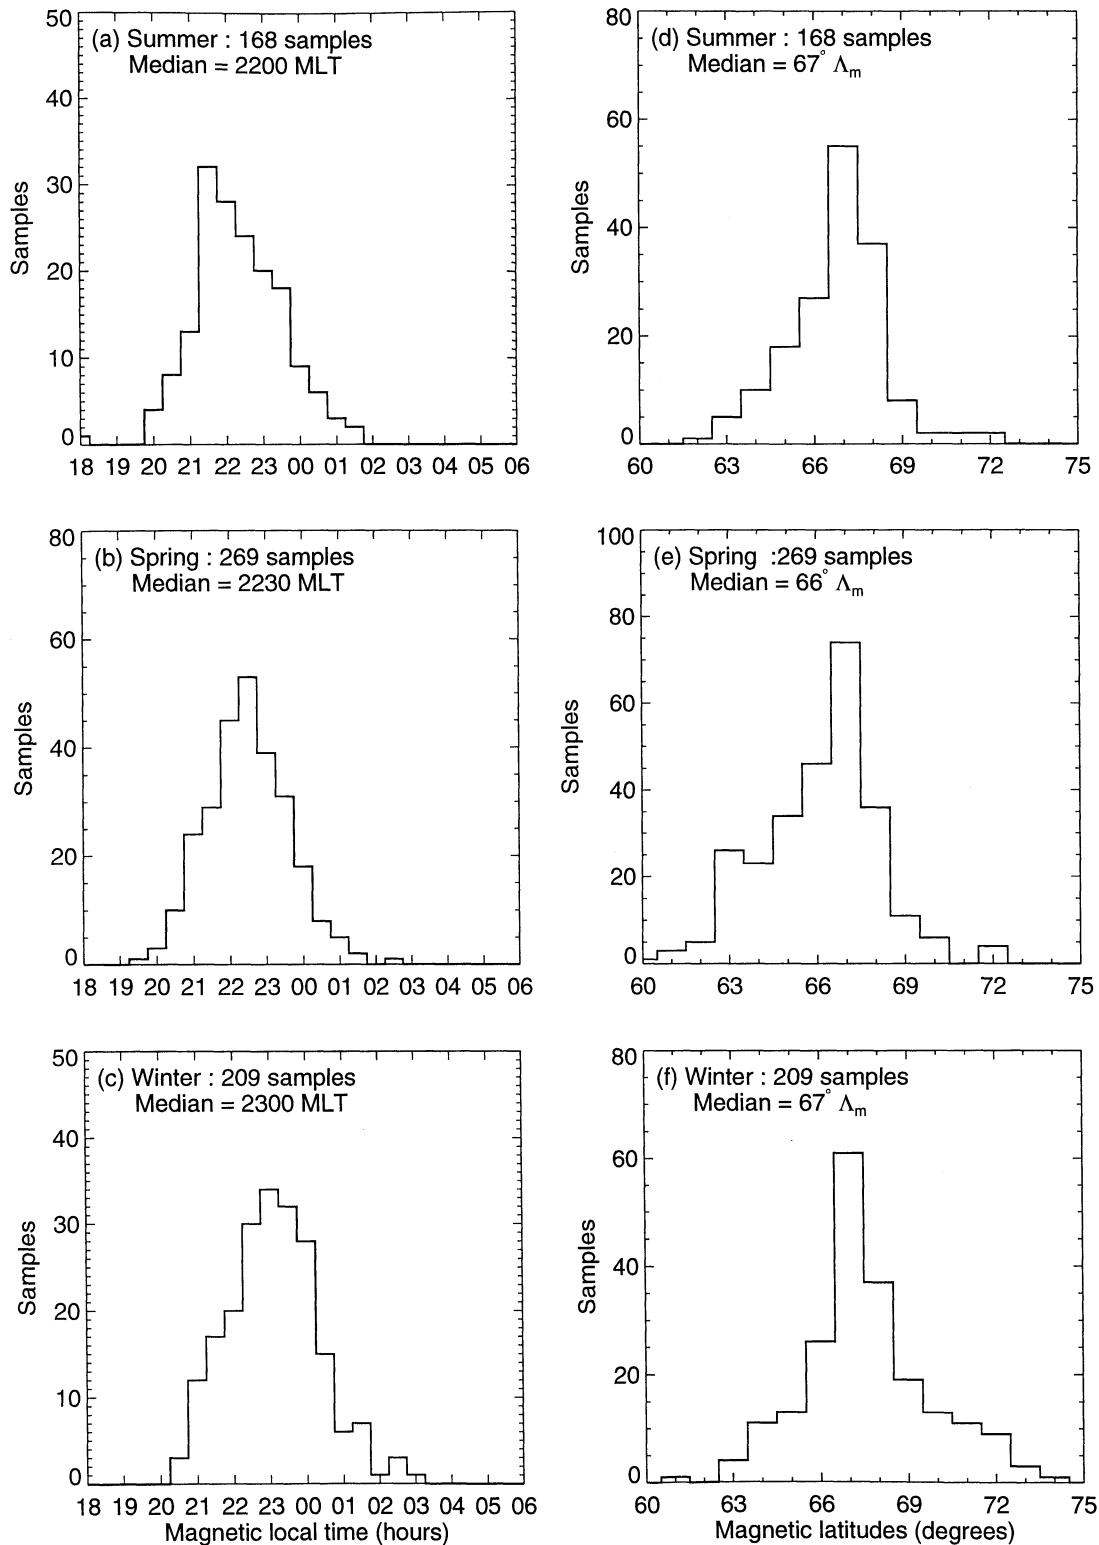 (a) Summer : 168 samples
Median = 2200 MLT
50
40
30
20
10
0
Samples
18 19 20 21 22 23 00 01 02 03 04 05 06
(d) Summer : 168 samples
Median = 67° Λm
80
60
40
20
0
Samples
60 63 66 69 72 75
(b) Spring : 269 samples
Median = 2230 MLT
80
60
40
20
0
Samples
18 19 20 21 22 23 00 01 02 03 04 05 06
(e) Spring :269 samples
Median = 66° Λm
100
80
60
40
20
0
Samples
60 63 66 69 72 75
(c) Winter : 209 samples
Median = 2300 MLT
50
40
30
20
10
0
Samples
18 19 20 21 22 23 00 01 02 03 04 05 06
Magnetic local time (hours)
(f) Winter : 209 samples
Median = 67° Λm
80
60
40
20
0
Samples
60 63 66 69 72 75
Magnetic latitudes (degrees)